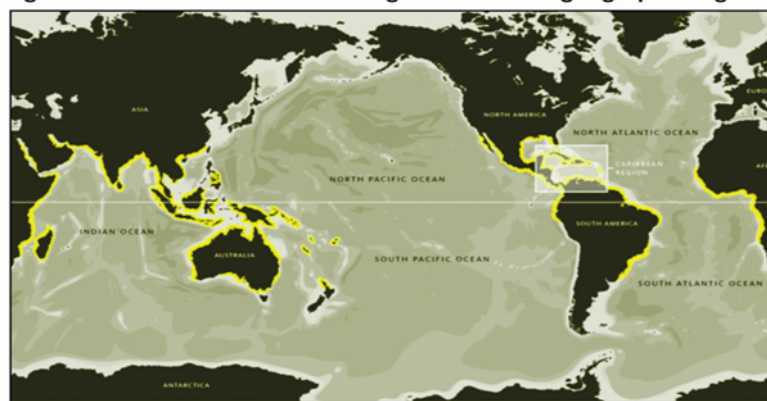 ASIA
NORTH AMERICA
NORTH ATLANTIC OCEAN
CARIBBEAN
REGION
NORTH PACIFIC OCEAN
INDIAN OCEAN
SOUTH AMERICA
AUSTRALIA
SOUTH PACIFIC OCEAN
SOUTH ATLANTIC OCEAN
ANTARCTICA